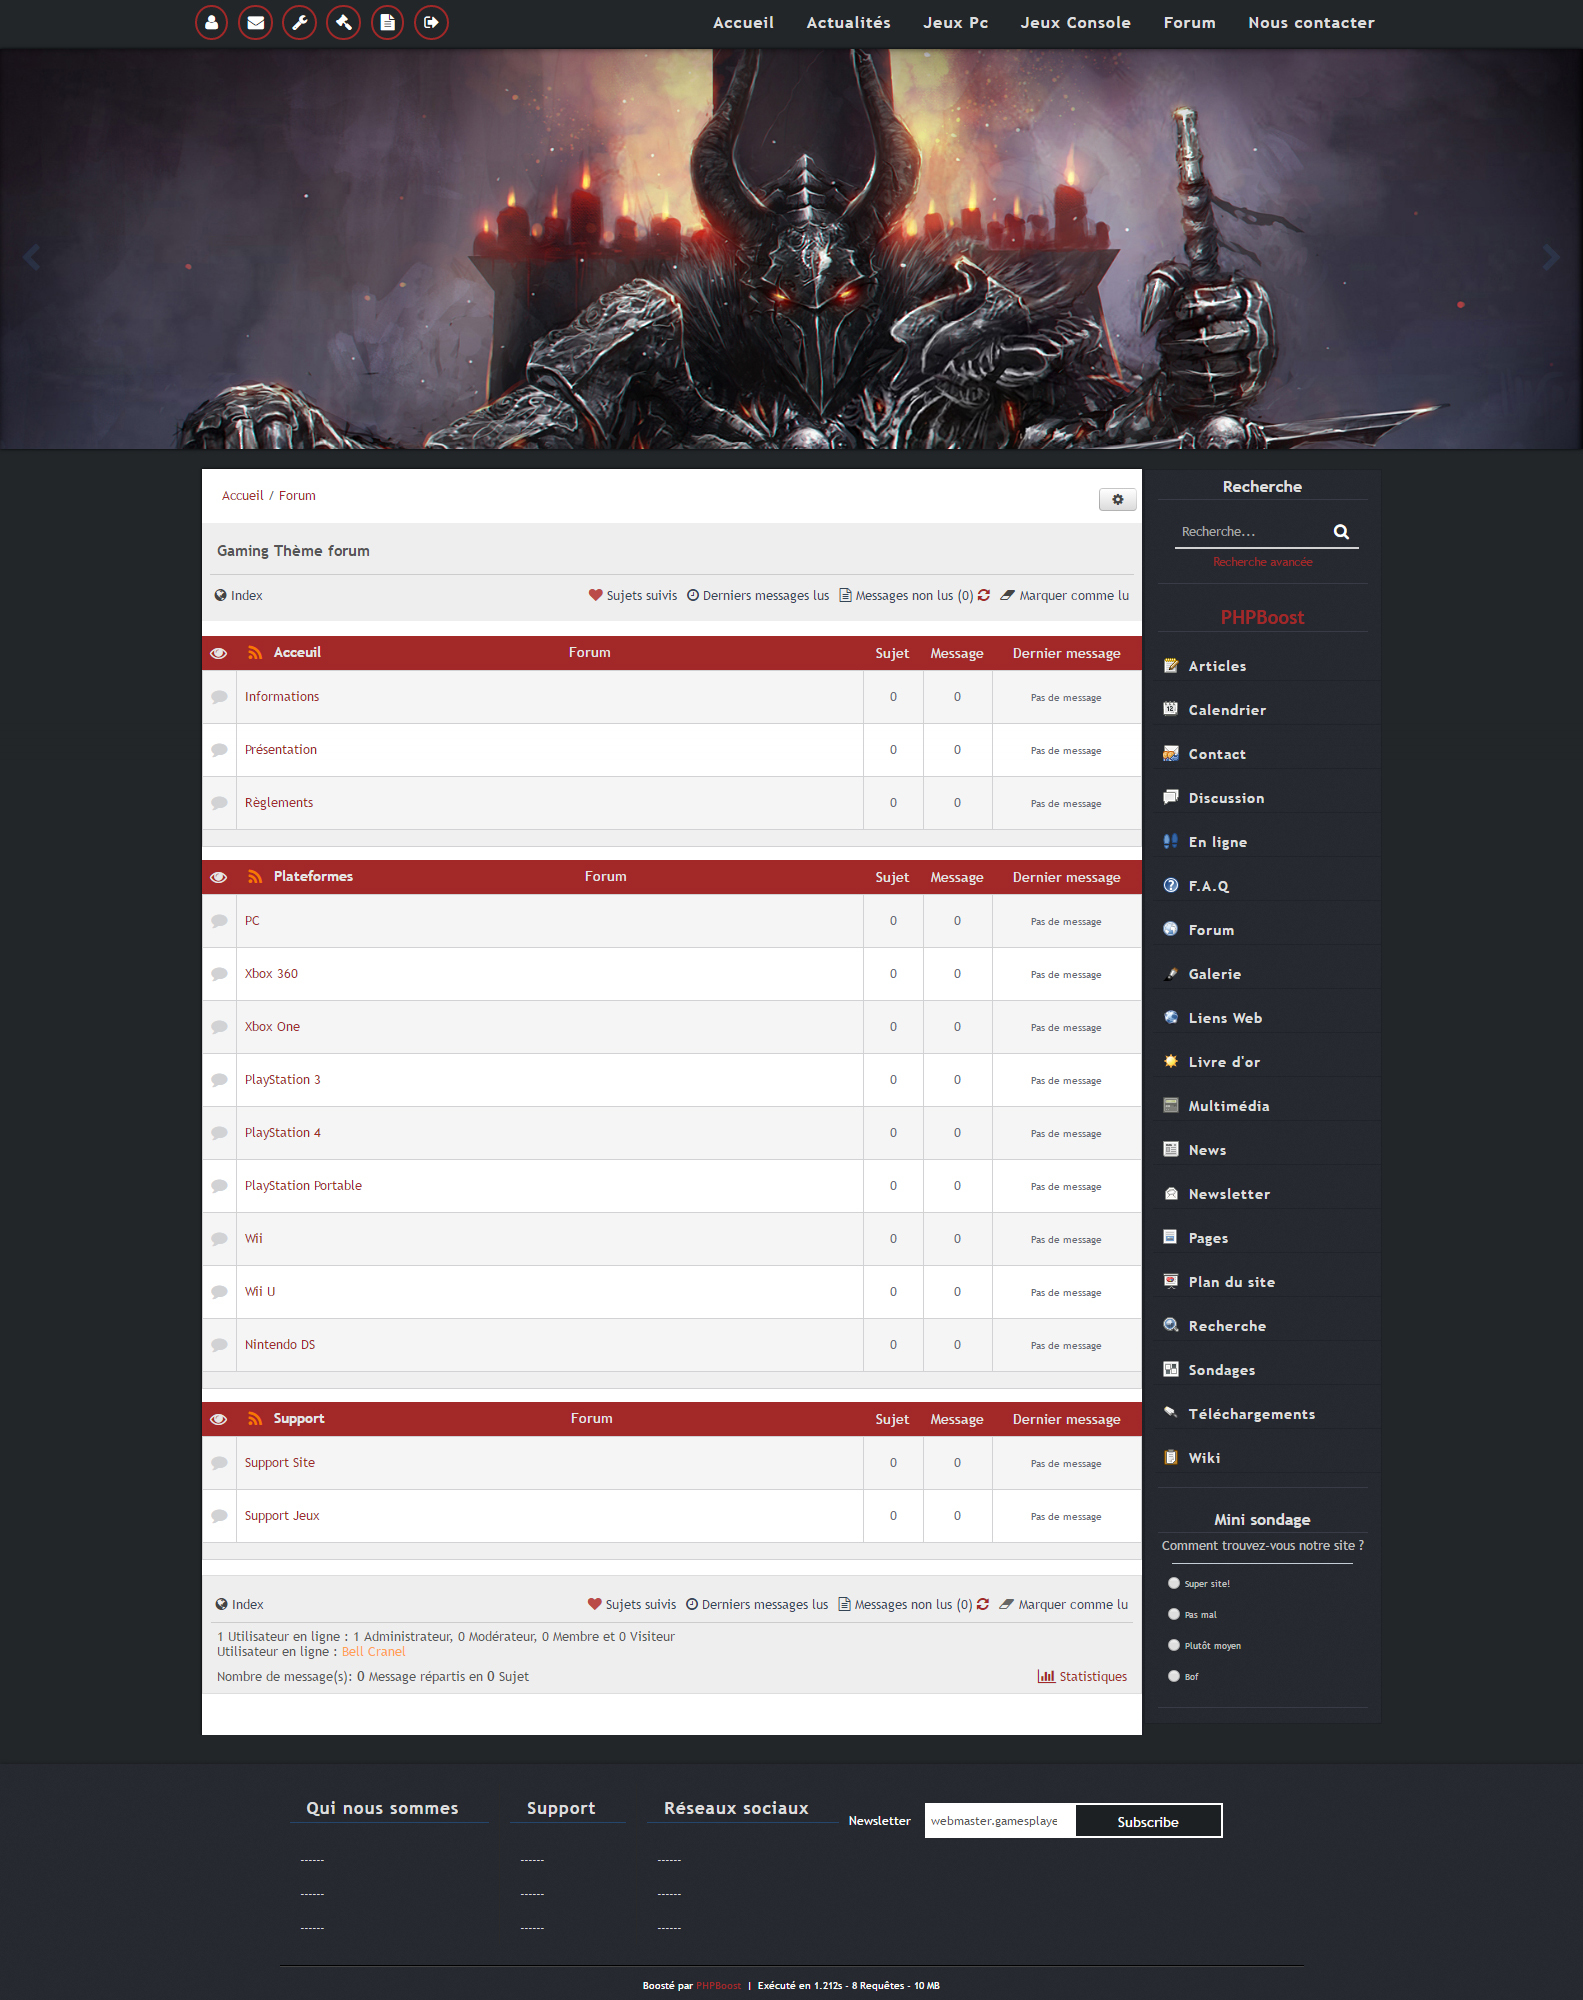 Accueil Actualités Jeux Pc Jeux Console Forum Nous contacter
Accueil / Forum
Gaming Thème forum
Index Sujets suivis Derniers messages lus Messages non lus (0) Marquer comme lu
Acceuil Forum Sujet Message Dernier message
Informations 0 0 Pas de message
Présentation 0 0 Pas de message
Règlements 0 0 Pas de message
Plateformes Forum Sujet Message Dernier message
PC 0 0 Pas de message
Xbox 360 0 0 Pas de message
Xbox One 0 0 Pas de message
PlayStation 3 0 0 Pas de message
PlayStation 4 0 0 Pas de message
PlayStation Portable 0 0 Pas de message
Wii 0 0 Pas de message
Wii U 0 0 Pas de message
Nintendo DS 0 0 Pas de message
Support Forum Sujet Message Dernier message
Support Site 0 0 Pas de message
Support Jeux 0 0 Pas de message
Index Sujets suivis Derniers messages lus Messages non lus (0) Marquer comme lu
1 Utilisateur en ligne : 1 Administrateur, 0 Modérateur, 0 Membre et 0 Visiteur
Utilisateur en ligne : Bell Cranel
Nombre de message(s): 0 Message répartis en 0 Sujet Statistiques
Recherche
Recherche...
Recherche avancée
PHPBoost
Articles
Calendrier
Contact
Discussion
En ligne
F.A.Q
Forum
Galerie
Liens Web
Livre d'or
Multimédia
News
Newsletter
Pages
Plan du site
Recherche
Sondages
Téléchargements
Wiki
Mini sondage
Comment trouvez-vous notre site ?
Super site!
Pas mal
Plutôt moyen
Bof
Qui nous sommes Support Réseaux sociaux Newsletter webmaster.gamesplaye Subscribe
------ ------ ------
------ ------ ------
------ ------ ------
Boosté par PHPBoost | Exécuté en 1.212s - 8 Requêtes - 10 MB